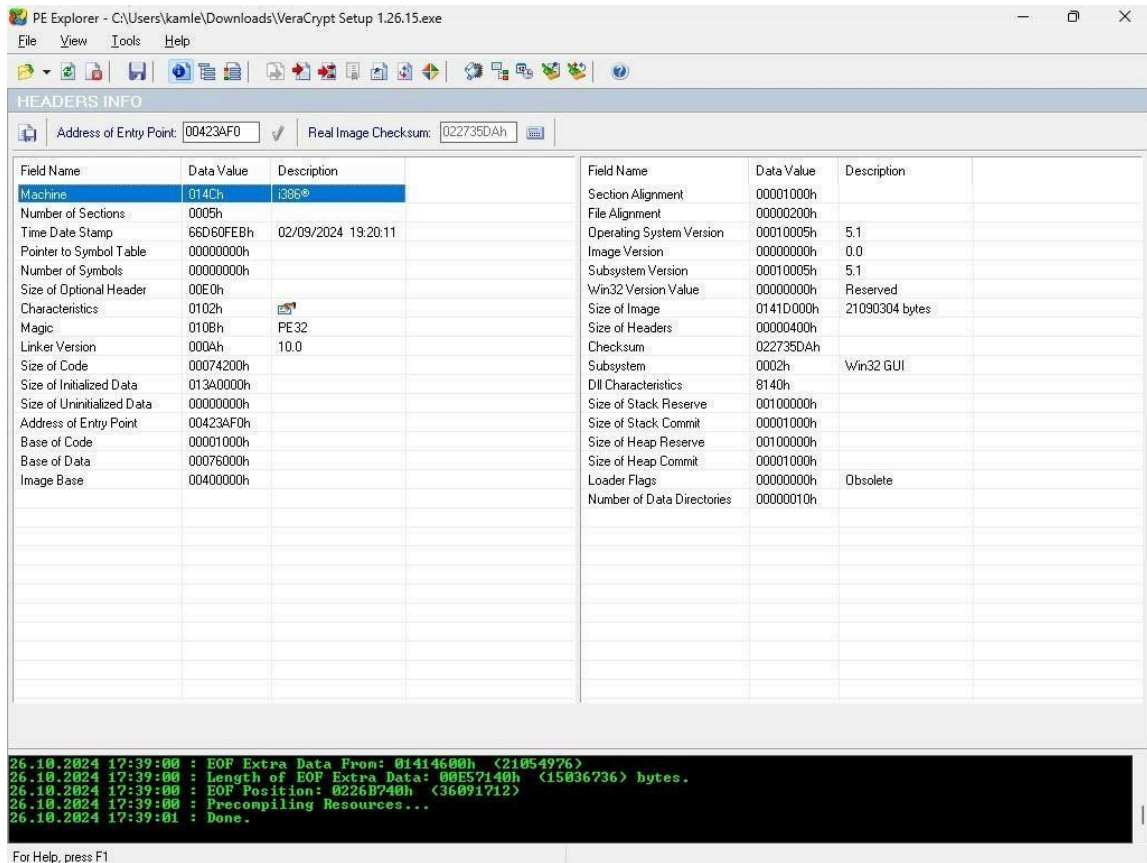 PE Explorer - C:\Users\kamle\Downloads\VeraCrypt Setup 1.26.15.exe
File View Tools Help
HEADERS INFO
Address of Entry Point: 00423AF0 Real Image Checksum: 022735DAh
Field Name Data Value Description
Machine 014Ch i386®
Number of Sections 0005h
Time Date Stamp 66D60FEBh 02/09/2024 19:20:11
Pointer to Symbol Table 00000000h
Number of Symbols 00000000h
Size of Optional Header 00E0h
Characteristics 0102h
Magic 010Bh PE32
Linker Version 000Ah 10.0
Size of Code 00074200h
Size of Initialized Data 013A0000h
Size of Uninitialized Data 00000000h
Address of Entry Point 00423AF0h
Base of Code 00001000h
Base of Data 00076000h
Image Base 00400000h
Field Name Data Value Description
Section Alignment 00001000h
File Alignment 00000200h
Operating System Version 00010005h 5.1
Image Version 00000000h 0.0
Subsystem Version 00010005h 5.1
Win32 Version Value 00000000h Reserved
Size of Image 0141D000h 21090304 bytes
Size of Headers 00000400h
Checksum 022735DAh
Subsystem 0002h Win32 GUI
Dll Characteristics 8140h
Size of Stack Reserve 00100000h
Size of Stack Commit 00001000h
Size of Heap Reserve 00100000h
Size of Heap Commit 00001000h
Loader Flags 00000000h Obsolete
Number of Data Directories 00000010h
26.10.2024 17:39:00 : EOF Extra Data From: 01414600h (21054976)
26.10.2024 17:39:00 : Length of EOF Extra Data: 00E57140h (15036736) bytes.
26.10.2024 17:39:00 : EOF Position: 0226B740h (36091712)
26.10.2024 17:39:00 : Precompiling Resources...
26.10.2024 17:39:01 : Done.
For Help, press F1